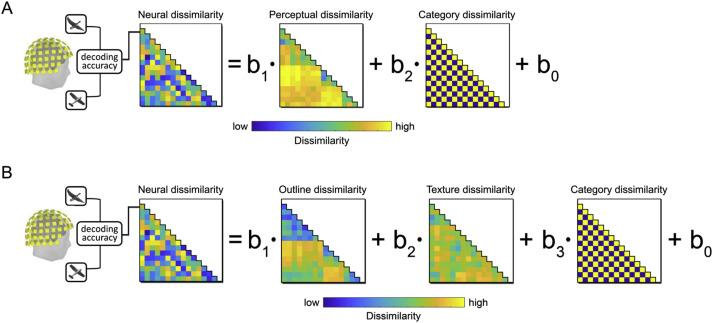 A
Neural dissimilarity
Perceptual dissimilarity
Category dissimilarity
decoding
accuracy
= b1 · + b2 · + b0
low
high
Dissimilarity
B
Neural dissimilarity
Outline dissimilarity
Texture dissimilarity
Category dissimilarity
decoding
accuracy
= b1 · + b2 · + b3 · + b0
low
high
Dissimilarity